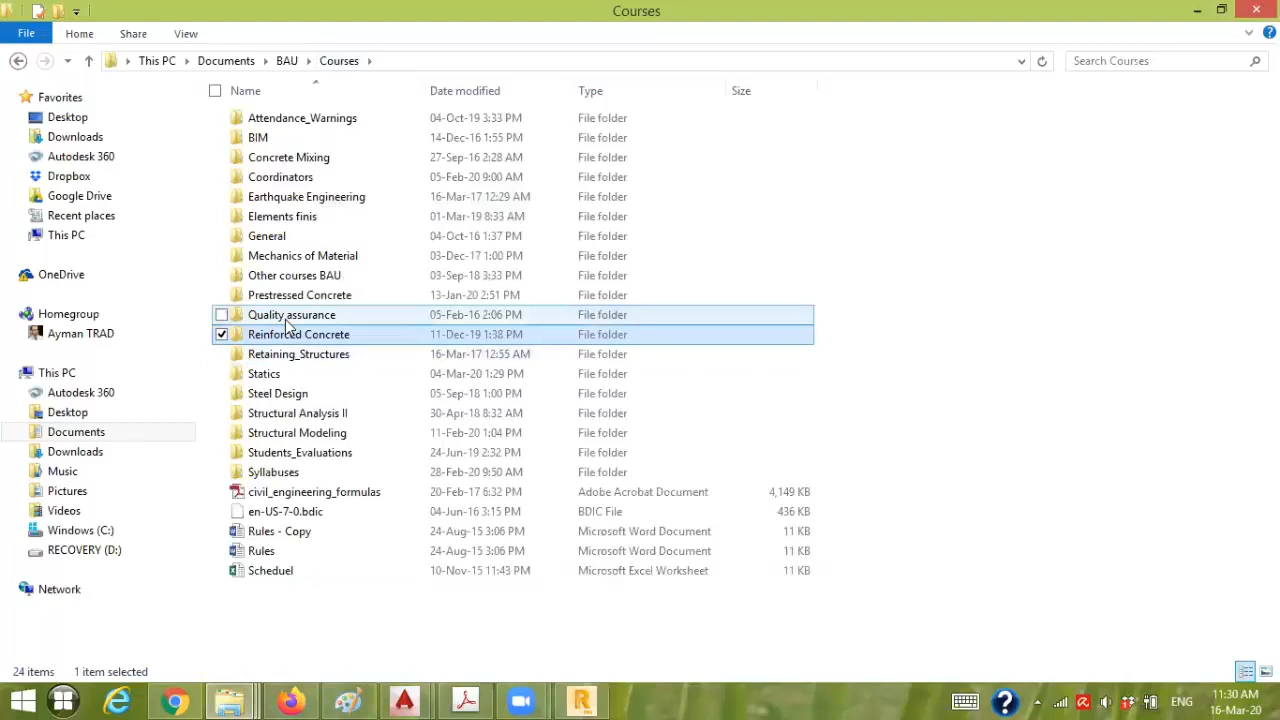 Courses
File Home Share View
This PC Documents BAU Courses Search Courses
Name Date modified Type Size
Favorites
Desktop
Downloads
Autodesk 360
Dropbox
Google Drive
Recent places
This PC
OneDrive
Homegroup
Ayman TRAD
This PC
Autodesk 360
Desktop
Documents
Downloads
Music
Pictures
Videos
Windows (C:)
RECOVERY (D:)
Network
Attendance_Warnings 04-Oct-19 3:33 PM File folder
BIM 14-Dec-16 1:55 PM File folder
Concrete Mixing 27-Sep-16 2:28 AM File folder
Coordinators 05-Feb-20 9:00 AM File folder
Earthquake Engineering 16-Mar-17 12:29 AM File folder
Elements finis 01-Mar-19 8:33 AM File folder
General 04-Oct-16 1:37 PM File folder
Mechanics of Material 03-Dec-17 1:00 PM File folder
Other courses BAU 03-Sep-18 3:33 PM File folder
Prestressed Concrete 13-Jan-20 2:51 PM File folder
Quality assurance 05-Feb-16 2:06 PM File folder
Reinforced Concrete 11-Dec-19 1:38 PM File folder
Retaining_Structures 16-Mar-17 12:55 AM File folder
Statics 04-Mar-20 1:29 PM File folder
Steel Design 05-Sep-18 1:00 PM File folder
Structural Analysis II 30-Apr-18 8:32 AM File folder
Structural Modeling 11-Feb-20 1:04 PM File folder
Students_Evaluations 24-Jun-19 2:32 PM File folder
Syllabuses 28-Feb-20 9:50 AM File folder
civil_engineering_formulas 20-Feb-17 6:32 PM Adobe Acrobat Document 4,149 KB
en-US-7-0.bdic 04-Jun-16 3:15 PM BDIC File 436 KB
Rules - Copy 24-Aug-15 3:06 PM Microsoft Word Document 11 KB
Rules 24-Aug-15 3:06 PM Microsoft Word Document 11 KB
Scheduel 10-Nov-15 11:43 PM Microsoft Excel Worksheet 11 KB
24 items 1 item selected
ENG 11:30 AM
16-Mar-20